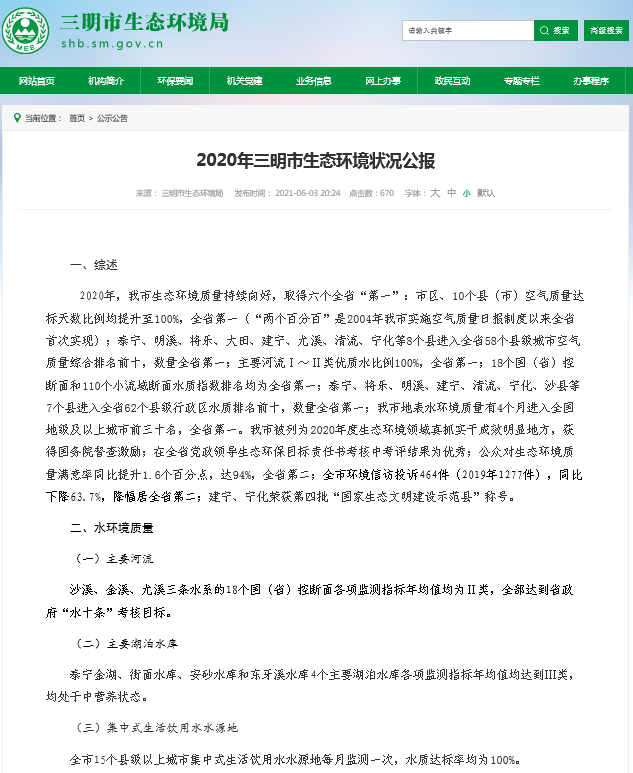 三明市生态环境局
shb.sm.gov.cn
MEE
请输入关键字
搜索
高级搜索
网站首页 机构简介 环保要闻 机关党建 业务信息 网上办事 政民互动 专题专栏 办事程序
当前位置： 首页 > 公示公告
2020年三明市生态环境状况公报
来源： 三明市生态环境局 发布时间： 2021-06-03 20:24 点击数：670 字体： 大 中 小 默认
一、综述
2020年，我市生态环境质量持续向好，取得六个全省“第一”：市区、10个县（市）空气质量达
标天数比例均提升至100%，全省第一（“两个百分百”是2004年我市实施空气质量日报制度以来全省
首次实现）；泰宁、明溪、将乐、大田、建宁、尤溪、清流、宁化等8个县进入全省58个县级城市空气
质量综合排名前十，数量全省第一；主要河流Ⅰ～Ⅱ类优质水比例100%，全省第一；18个国（省）控
断面和110个小流域断面水质指数排名均为全省第一；泰宁、将乐、明溪、建宁、清流、宁化、沙县等
7个县进入全省62个县级行政区水质排名前十，数量全省第一；我市地表水环境质量有4个月进入全国
地级及以上城市前三十名，全省第一。我市被列为2020年度生态环境领域真抓实干成效明显地方，获
得国务院督查激励；在全省党政领导生态环保目标责任书考核中考评结果为优秀；公众对生态环境质
量满意率同比提升1.6个百分点，达94%，全省第二；全市环境信访投诉464件（2019年1277件），同比
下降63.7%，降幅居全省第二；建宁、宁化荣获第四批“国家生态文明建设示范县”称号。
二、水环境质量
（一）主要河流
沙溪、金溪、尤溪三条水系的18个国（省）控断面各项监测指标年均值均为Ⅱ类，全部达到省政
府“水十条”考核目标。
（二）主要湖泊水库
泰宁金湖、街面水库、安砂水库和东牙溪水库4个主要湖泊水库各项监测指标年均值均达到III类，
均处于中营养状态。
（三）集中式生活饮用水水源地
全市15个县级以上城市集中式生活饮用水水源地每月监测一次，水质达标率均为100%。